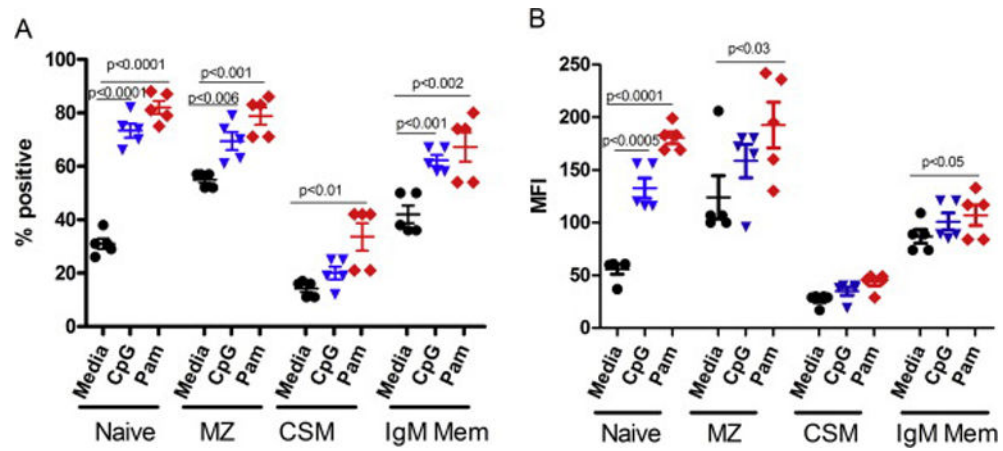 A
% positive
100
80
60
40
20
0
p<0.0001
p<0.0001
p<0.001
p<0.006
p<0.01
p<0.002
p<0.001
Media
CpG
Pam
Media
CpG
Pam
Media
CpG
Pam
Media
CpG
Pam
Naive
MZ
CSM
IgM Mem
B
MFI
250
200
150
100
50
0
p<0.0001
p<0.0005
p<0.03
p<0.05
Media
CpG
Pam
Media
CpG
Pam
Media
CpG
Pam
Media
CpG
Pam
Naive
MZ
CSM
IgM Mem